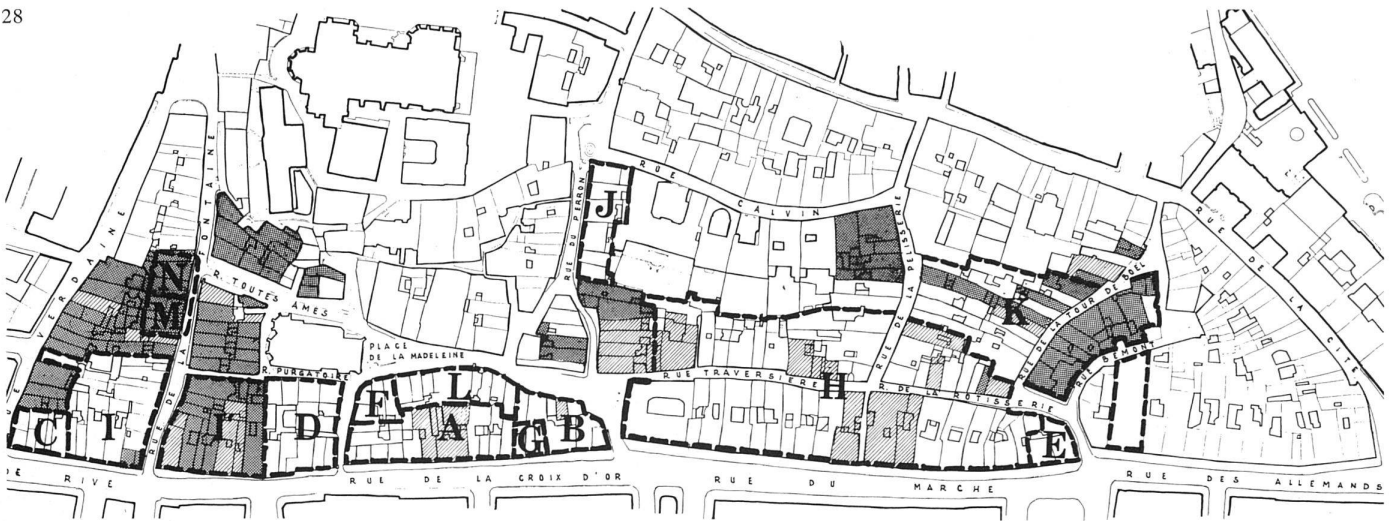 28
RUE VERDAINE
RUE DE LA FONTAINE
R. TOUTES AMES
PLACE
DE LA MADELEINE
R. PURGATOIRE
RUE DU PERRON
RUE CALVIN
RUE DE LA PELISSERIE
RUE TRAVERSIERE
R. DE
LA ROTISSERIE
RUE DE LA TOUR DE BOEL
RUE BEMONT
RUE DE LA CITE
N
M
J
K
L
H
F
C
I
I'
D
A
G
B
E
DE RIVE
RUE DE LA CROIX D'OR
RUE DU MARCHE
RUE DES ALLEMANDS